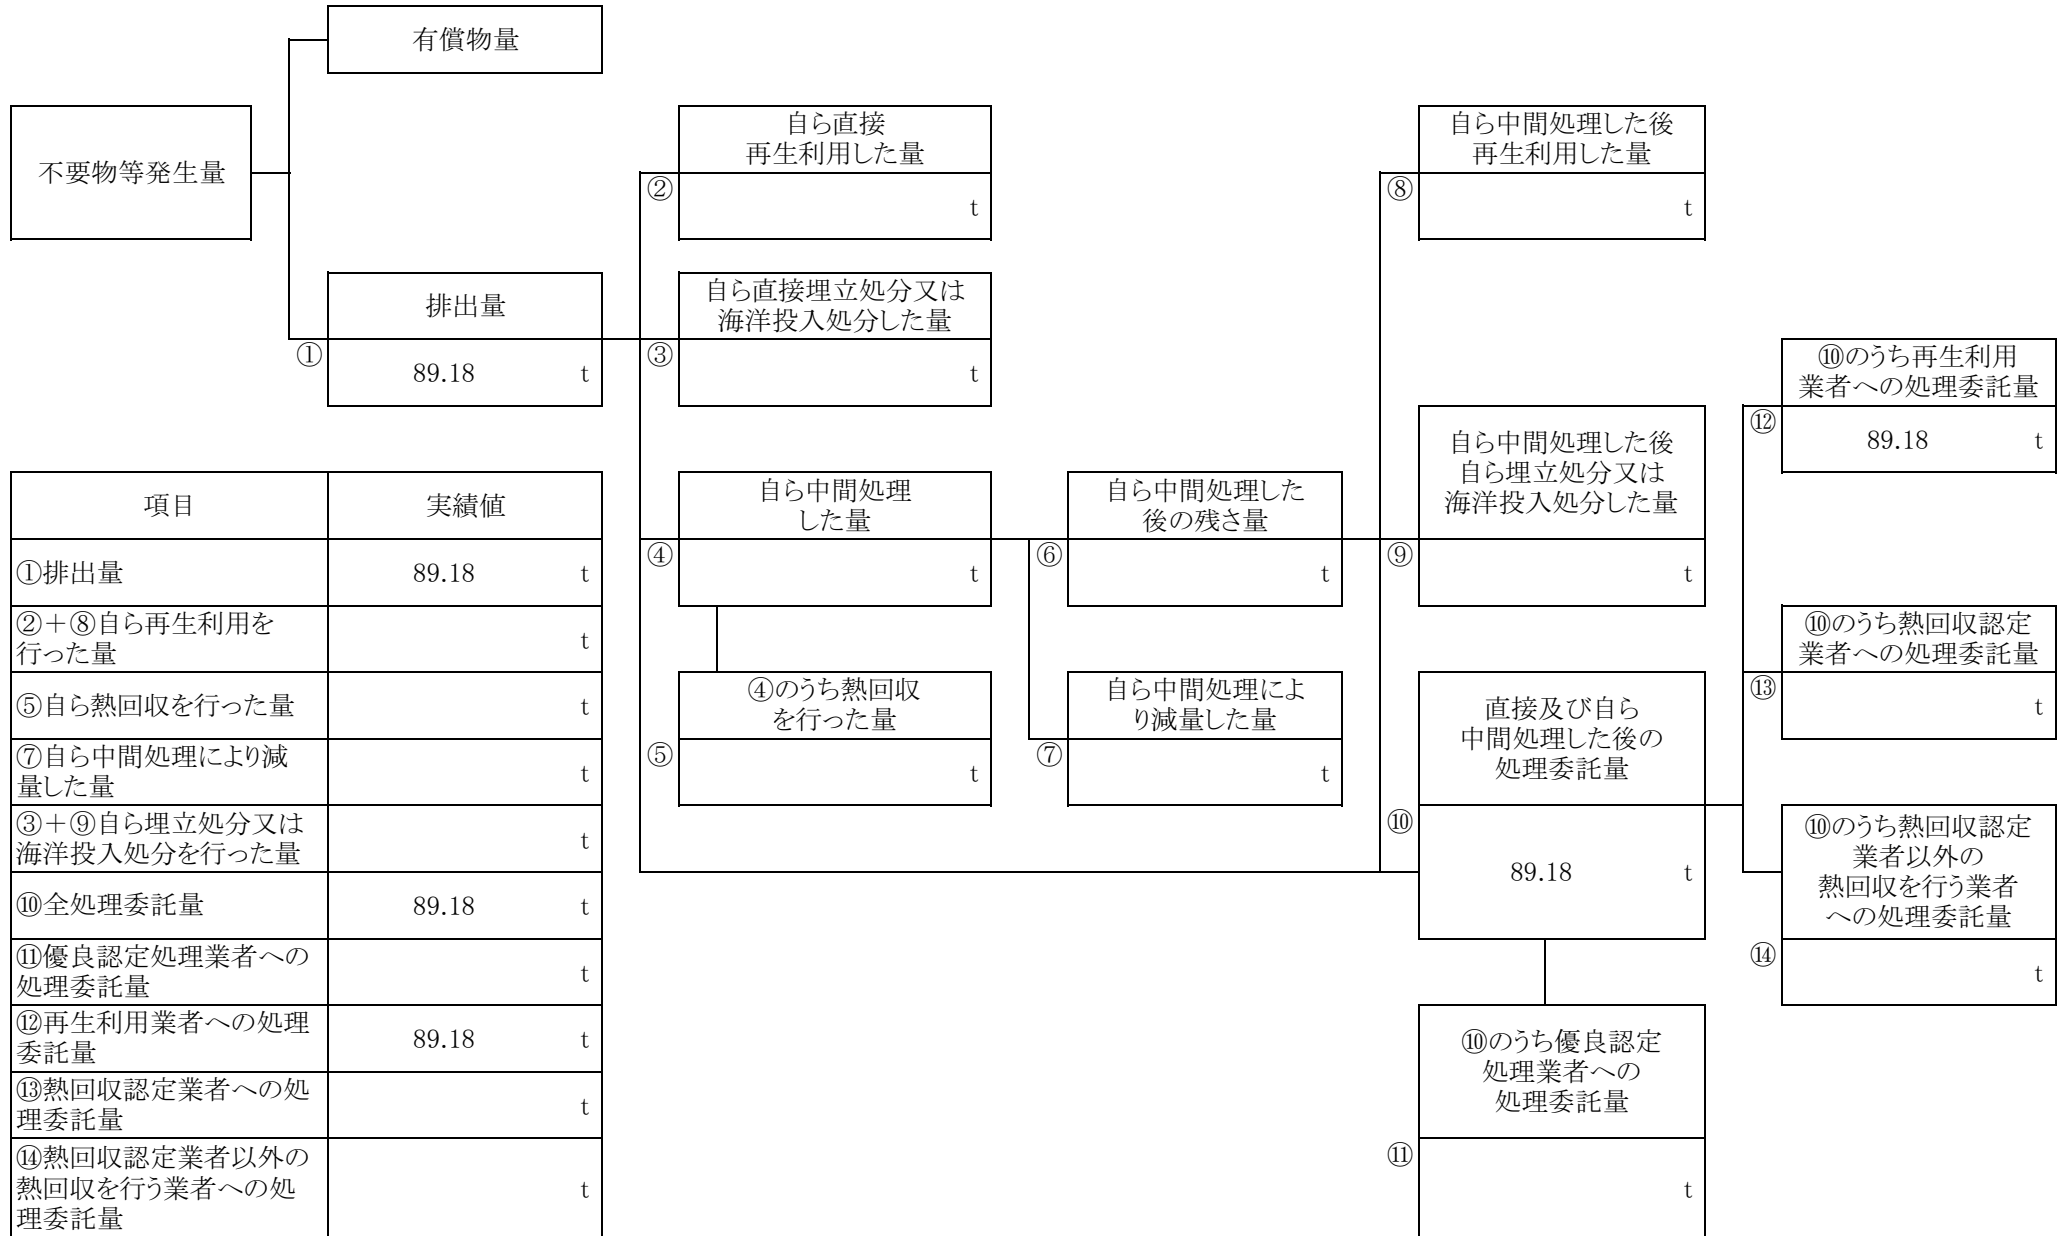 有償物量
不要物等発生量
自ら直接
再生利用した量
②
t
自ら中間処理した後
再生利用した量
⑧
t
排出量
①
89.18 t
自ら直接埋立処分又は
海洋投入処分した量
③
t
⑩のうち再生利用
業者への処理委託量
⑫
89.18 t
自ら中間処理
した量
④
t
自ら中間処理した
後の残さ量
⑥
t
自ら中間処理した後
自ら埋立処分又は
海洋投入処分した量
⑨
t
⑩のうち熱回収認定
業者への処理委託量
⑬
t
④のうち熱回収
を行った量
⑤
t
自ら中間処理によ
り減量した量
⑦
t
直接及び自ら
中間処理した後の
処理委託量
⑩
89.18 t
⑩のうち熱回収認定
業者以外の
熱回収を行う業者
への処理委託量
⑭
t
⑩のうち優良認定
処理業者への
処理委託量
⑪
t
項目 実績値
①排出量 89.18 t
②＋⑧自ら再生利用を
行った量 t
⑤自ら熱回収を行った量 t
⑦自ら中間処理により減
量した量 t
③＋⑨自ら埋立処分又は
海洋投入処分を行った量 t
⑩全処理委託量 89.18 t
⑪優良認定処理業者への
処理委託量 t
⑫再生利用業者への処理
委託量 89.18 t
⑬熱回収認定業者への処
理委託量 t
⑭熱回収認定業者以外の
熱回収を行う業者への処
理委託量 t